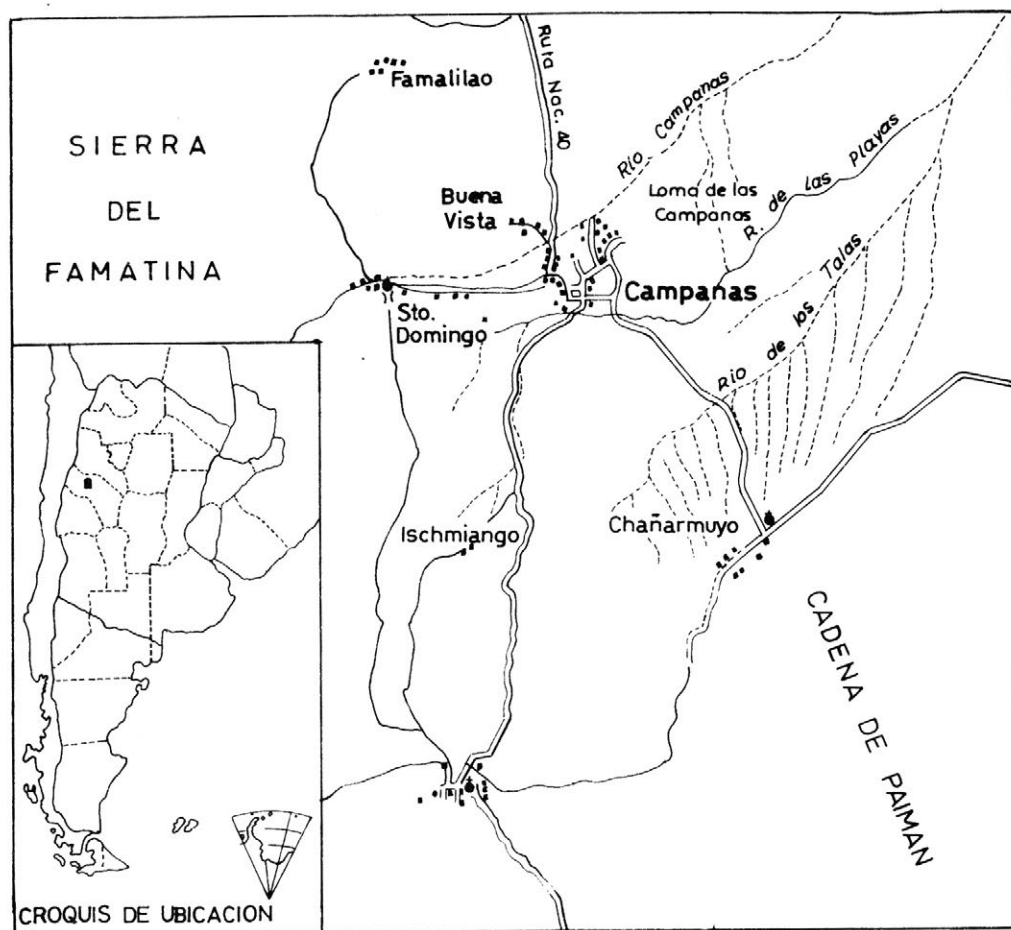 Famalilao
Ruta Nac. 40
Rio Campanas
SIERRA
DEL
FAMATINA
Buena
Vista
Loma de las
Campanas
R. de las Playas
Campanas
Sto.
Domingo
Rio de los Talas
Ischmiango
Chañarmuyo
CADENA DE PAIMAN
CROQUIS DE UBICACION